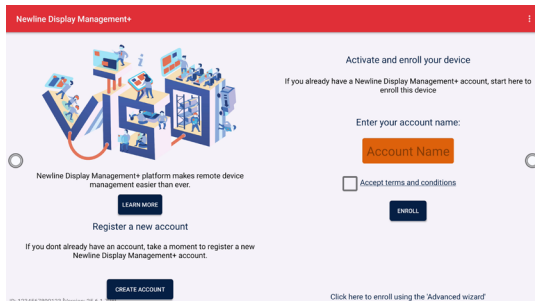 Newline Display Management+
Newline Display Management+ platform makes remote device
management easier than ever.
LEARN MORE
Register a new account
If you dont already have an account, take a moment to register a new
Newline Display Management+ account.
CREATE ACCOUNT
Activate and enroll your device
If you already have a Newline Display Management+ account, start here to
enroll this device
Enter your account name:
Account Name
Accept terms and conditions
ENROLL
Click here to enroll using the 'Advanced wizard'